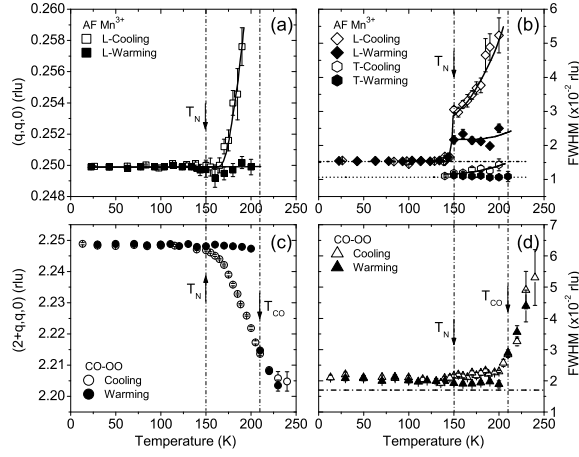 (a)
AF Mn3+
L-Cooling
L-Warming
TN
(q,q,0) (rlu)
0.260
0.258
0.256
0.254
0.252
0.250
0.248
0 50 100 150 200 250
(b)
AF Mn3+
L-Cooling
L-Warming
T-Cooling
T-Warming
TN
FWHM (x10-2 rlu)
6
5
4
3
2
1
0 50 100 150 200 250
(c)
TN
TCO
CO-OO
Cooling
Warming
(2+q,q,0) (rlu)
2.25
2.24
2.23
2.22
2.21
2.20
0 50 100 150 200 250
Temperature (K)
(d)
CO-OO
Cooling
Warming
TN
TCO
FWHM (x10-2 rlu)
7
6
5
4
3
2
1
0 50 100 150 200 250
Temperature (K)